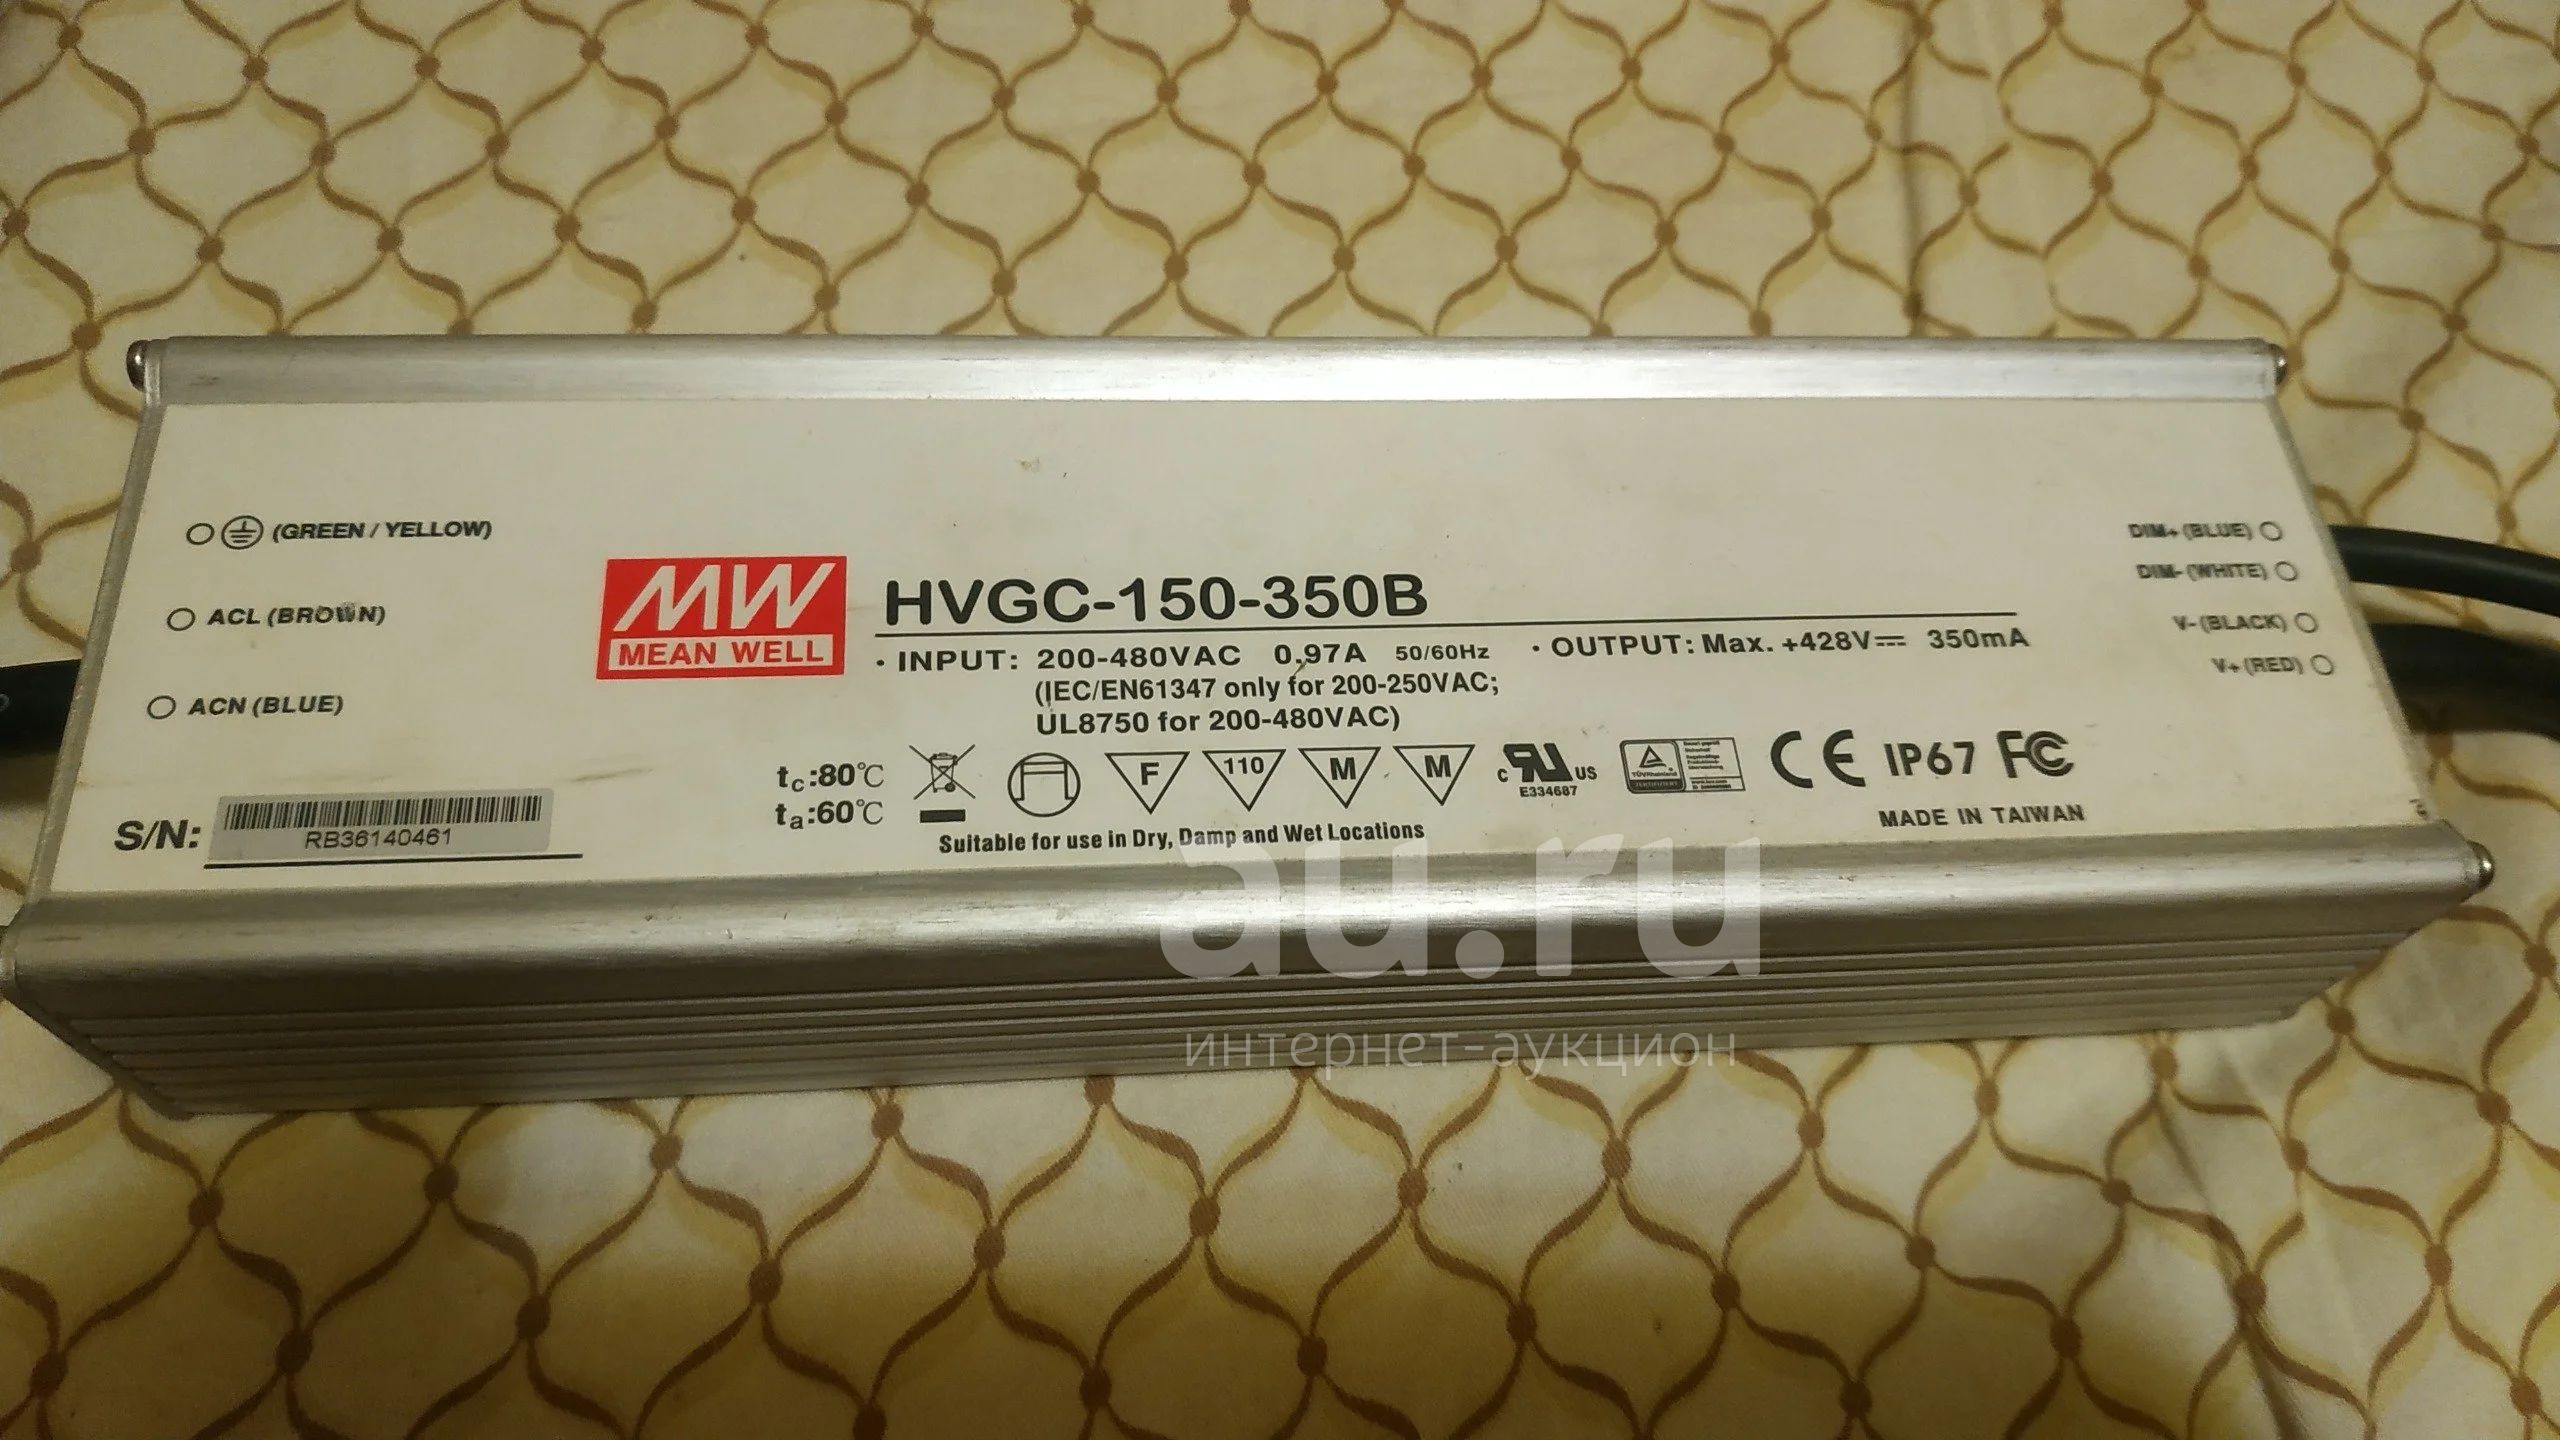 (GREEN / YELLOW)
ACL (BROWN)
ACN (BLUE)
S/N:
RB36140461
MW
MEAN WELL
HVGC-150-350B
· INPUT: 200-480VAC 0.97A 50/60Hz
(IEC/EN61347 only for 200-250VAC;
UL8750 for 200-480VAC)
· OUTPUT: Max. +428V⎓ 350mA
tc:80℃
ta:60℃
F
110
M
M
c RU US
E334687
TÜVRheinland
CE IP67 FC
Suitable for use in Dry, Damp and Wet Locations
MADE IN TAIWAN
DIM+ (BLUE)
DIM- (WHITE)
V- (BLACK)
V+ (RED)
au.ru
интернет-аукцион